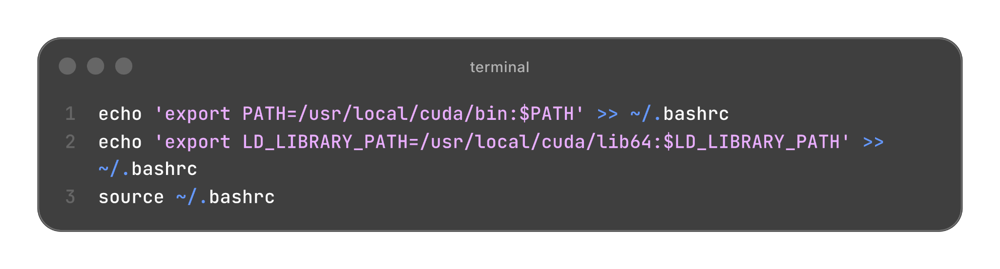 terminal
1 echo 'export PATH=/usr/local/cuda/bin:$PATH' >> ~/.bashrc
2 echo 'export LD_LIBRARY_PATH=/usr/local/cuda/lib64:$LD_LIBRARY_PATH' >>
~/.bashrc
3 source ~/.bashrc